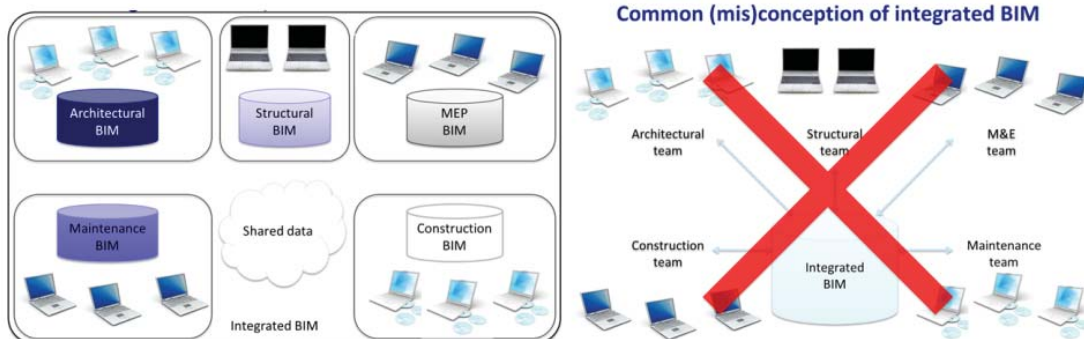 Common (mis)conception of integrated BIM
Architectural
BIM
Structural
BIM
MEP
BIM
Maintenance
BIM
Shared data
Construction
BIM
Integrated BIM
Architectural
team
Structural
team
M&E
team
Construction
team
Integrated
BIM
Maintenance
team